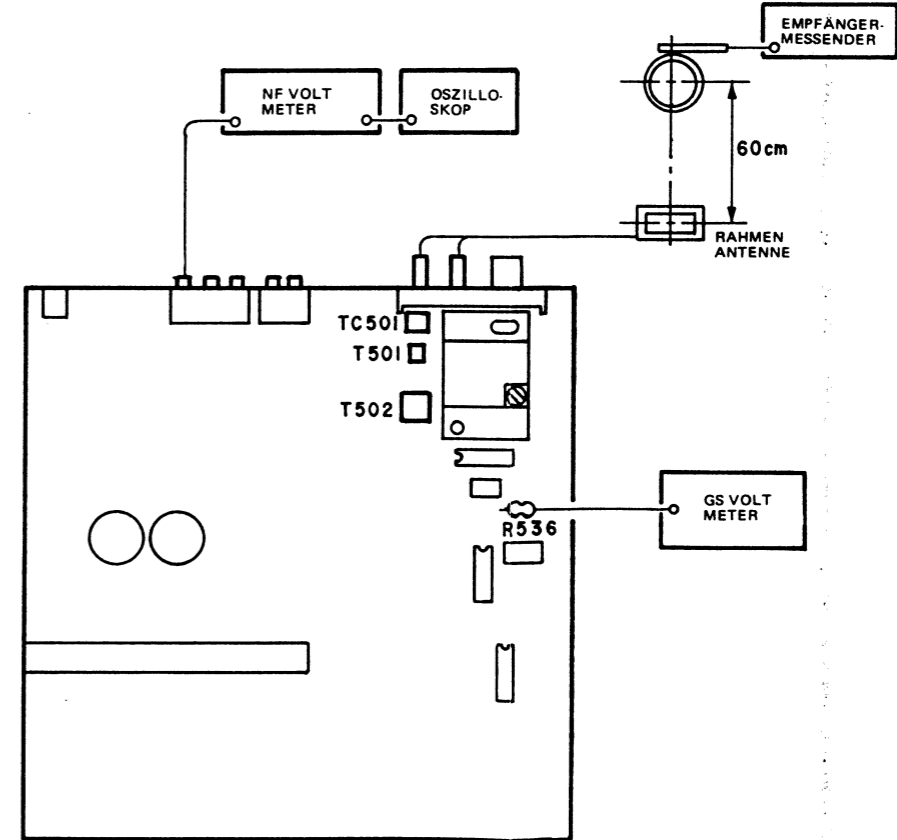 EMPFÄNGER-
MESSENDER
NF VOLT
METER
OSZILLO-
SKOP
60cm
RAHMEN
ANTENNE
TC501
T501
T502
GS VOLT
METER
R536